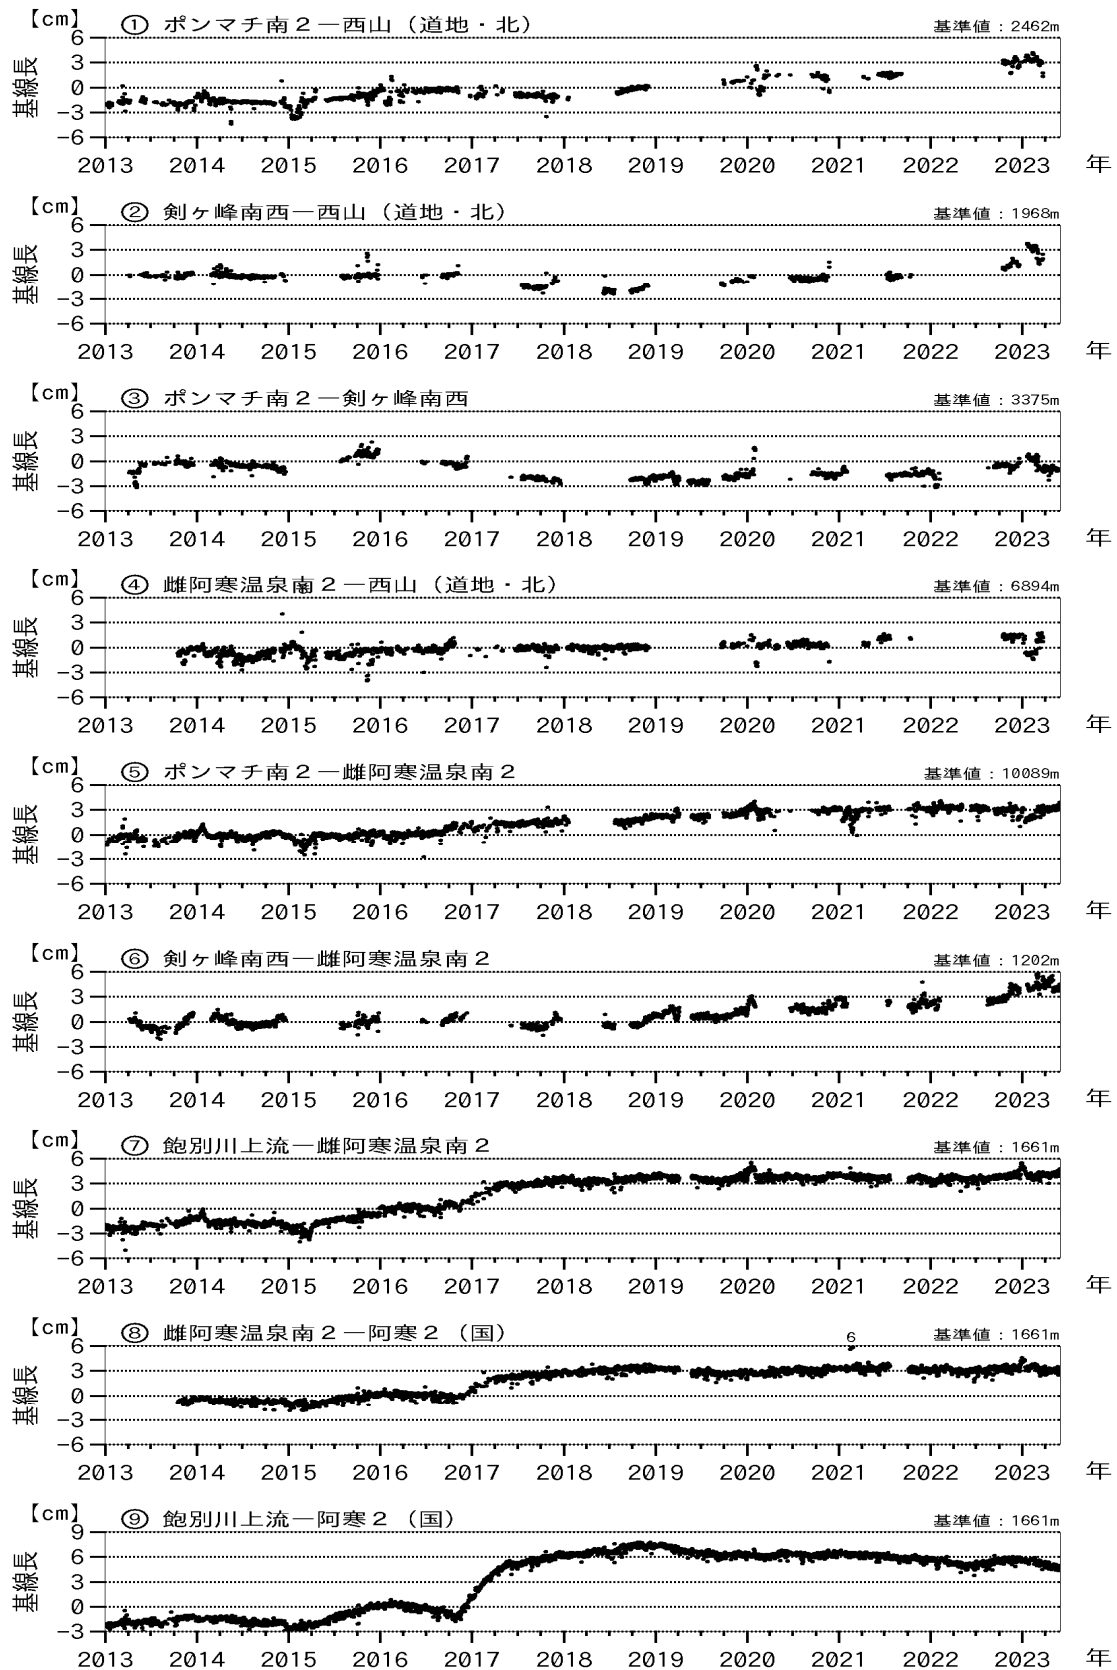 【cm】 ① ポンマチ南２－西山（道地・北） 基準値：2462m
6
3
0
-3
-6
基線長
2013 2014 2015 2016 2017 2018 2019 2020 2021 2022 2023 年
【cm】 ② 剣ヶ峰南西－西山（道地・北） 基準値：1968m
6
3
0
-3
-6
基線長
2013 2014 2015 2016 2017 2018 2019 2020 2021 2022 2023 年
【cm】 ③ ポンマチ南２－剣ヶ峰南西 基準値：3375m
6
3
0
-3
-6
基線長
2013 2014 2015 2016 2017 2018 2019 2020 2021 2022 2023 年
【cm】 ④ 雌阿寒温泉南２－西山（道地・北） 基準値：6894m
6
3
0
-3
-6
基線長
2013 2014 2015 2016 2017 2018 2019 2020 2021 2022 2023 年
【cm】 ⑤ ポンマチ南２－雌阿寒温泉南２ 基準値：10089m
6
3
0
-3
-6
基線長
2013 2014 2015 2016 2017 2018 2019 2020 2021 2022 2023 年
【cm】 ⑥ 剣ヶ峰南西－雌阿寒温泉南２ 基準値：1202m
6
3
0
-3
-6
基線長
2013 2014 2015 2016 2017 2018 2019 2020 2021 2022 2023 年
【cm】 ⑦ 飽別川上流－雌阿寒温泉南２ 基準値：1661m
6
3
0
-3
-6
基線長
2013 2014 2015 2016 2017 2018 2019 2020 2021 2022 2023 年
【cm】 ⑧ 雌阿寒温泉南２－阿寒２（国） 6 基準値：1661m
6
3
0
-3
-6
基線長
2013 2014 2015 2016 2017 2018 2019 2020 2021 2022 2023 年
【cm】 ⑨ 飽別川上流－阿寒２（国） 基準値：1661m
9
6
3
0
-3
基線長
2013 2014 2015 2016 2017 2018 2019 2020 2021 2022 2023 年